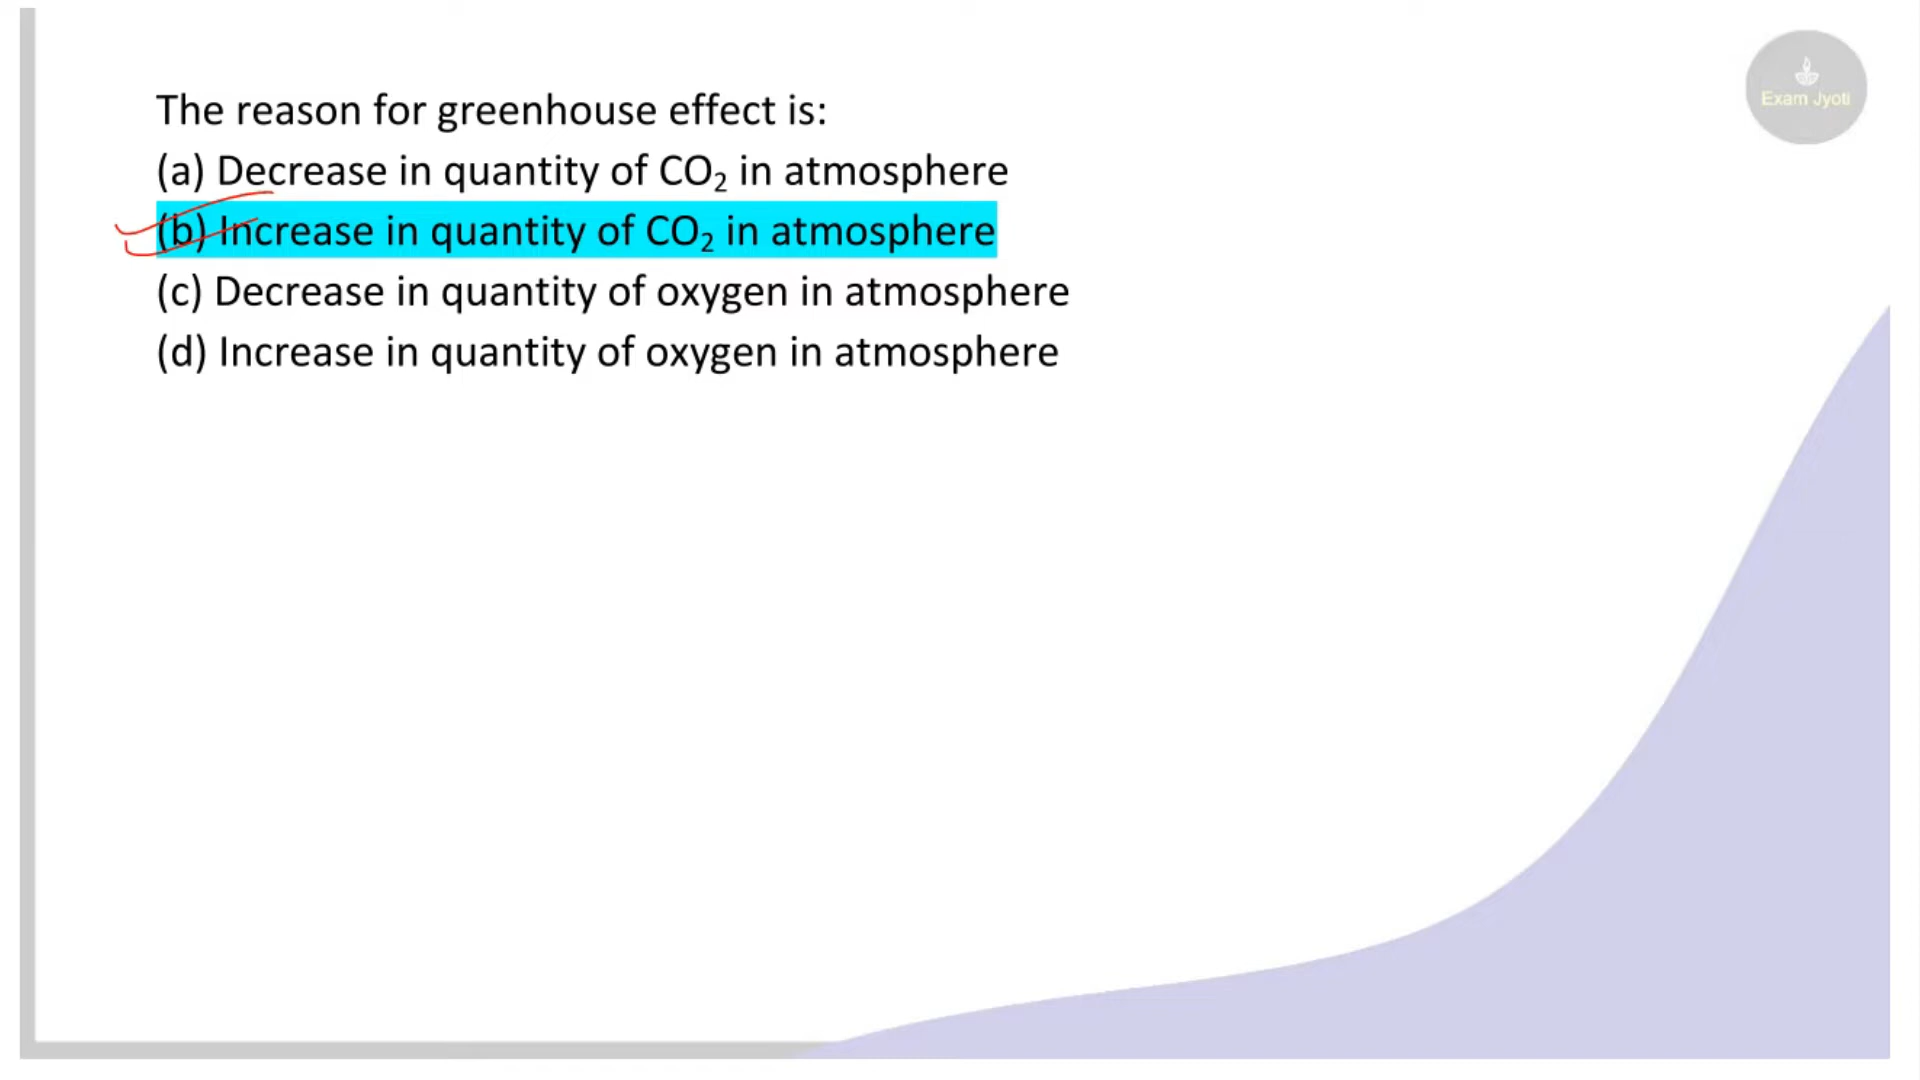 Exam Jyoti
The reason for greenhouse effect is:
(a) Decrease in quantity of CO₂ in atmosphere
(b) Increase in quantity of CO₂ in atmosphere
(c) Decrease in quantity of oxygen in atmosphere
(d) Increase in quantity of oxygen in atmosphere